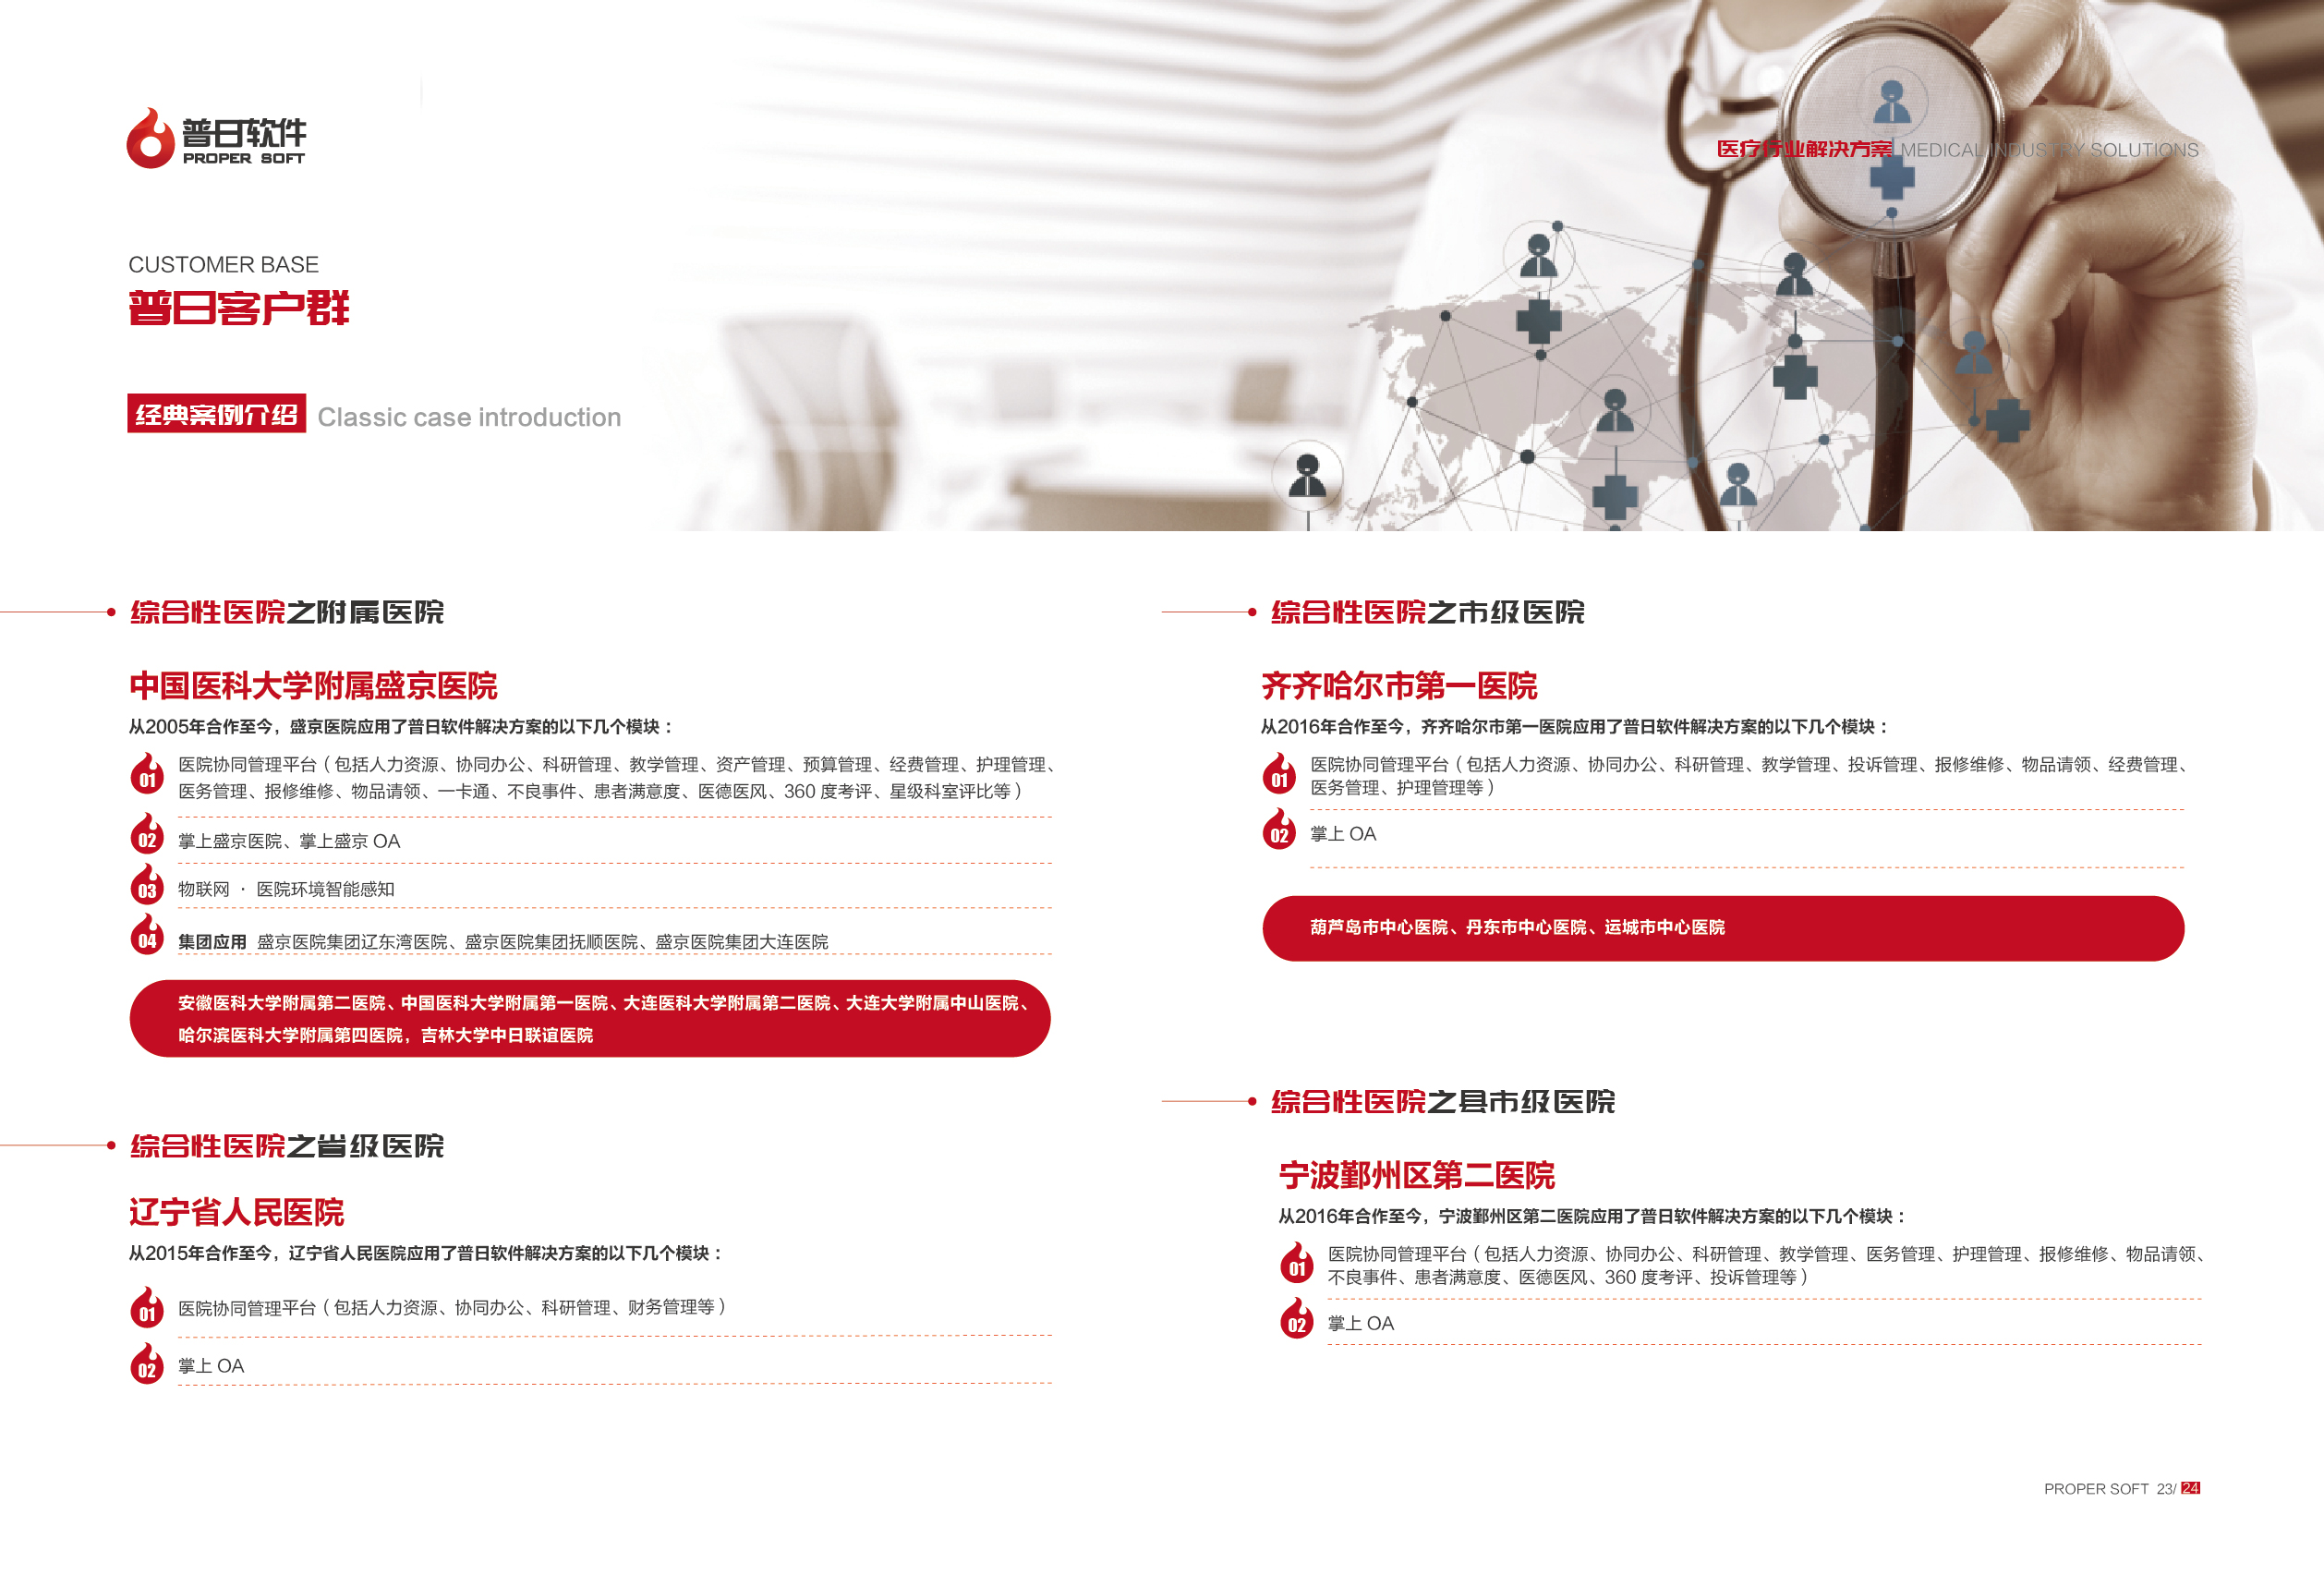 普日软件
PROPER SOFT
医疗行业解决方案 MEDICAL INDUSTRY SOLUTIONS
CUSTOMER BASE
普日客户群
经典案例介绍 Classic case introduction
综合性医院之附属医院
中国医科大学附属盛京医院
从2005年合作至今，盛京医院应用了普日软件解决方案的以下几个模块：
01 医院协同管理平台（包括人力资源、协同办公、科研管理、教学管理、资产管理、预算管理、经费管理、护理管理、
医务管理、报修维修、物品请领、一卡通、不良事件、患者满意度、医德医风、360 度考评、星级科室评比等）
02 掌上盛京医院、掌上盛京 OA
03 物联网 · 医院环境智能感知
04 集团应用 盛京医院集团辽东湾医院、盛京医院集团抚顺医院、盛京医院集团大连医院
安徽医科大学附属第二医院、中国医科大学附属第一医院、大连医科大学附属第二医院、大连大学附属中山医院、
哈尔滨医科大学附属第四医院，吉林大学中日联谊医院
综合性医院之省级医院
辽宁省人民医院
从2015年合作至今，辽宁省人民医院应用了普日软件解决方案的以下几个模块：
01 医院协同管理平台（包括人力资源、协同办公、科研管理、财务管理等）
02 掌上 OA
综合性医院之市级医院
齐齐哈尔市第一医院
从2016年合作至今，齐齐哈尔市第一医院应用了普日软件解决方案的以下几个模块：
01 医院协同管理平台（包括人力资源、协同办公、科研管理、教学管理、投诉管理、报修维修、物品请领、经费管理、
医务管理、护理管理等）
02 掌上 OA
葫芦岛市中心医院、丹东市中心医院、运城市中心医院
综合性医院之县市级医院
宁波鄞州区第二医院
从2016年合作至今，宁波鄞州区第二医院应用了普日软件解决方案的以下几个模块：
01 医院协同管理平台（包括人力资源、协同办公、科研管理、教学管理、医务管理、护理管理、报修维修、物品请领、
不良事件、患者满意度、医德医风、360 度考评、投诉管理等）
02 掌上 OA
PROPER SOFT 23/ 24